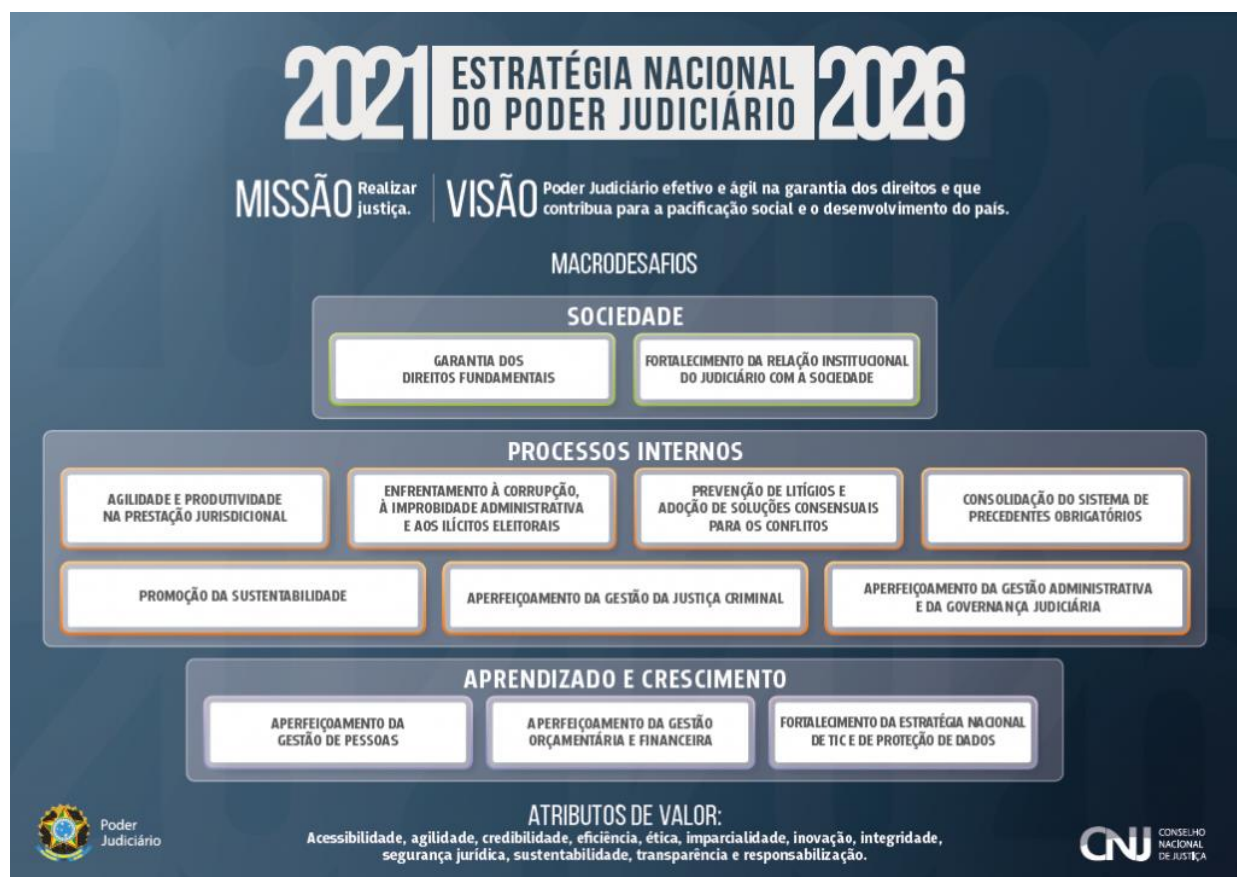 2021 ESTRATÉGIA NACIONAL DO PODER JUDICIÁRIO 2026
MISSÃO Realizar justiça.
VISÃO Poder Judiciário efetivo e ágil na garantia dos direitos e que
contribua para a pacificação social e o desenvolvimento do país.
MACRODESAFIOS
SOCIEDADE
GARANTIA DOS
DIREITOS FUNDAMENTAIS
FORTALECIMENTO DA RELAÇÃO INSTITUCIONAL
DO JUDICIÁRIO COM A SOCIEDADE
PROCESSOS INTERNOS
AGILIDADE E PRODUTIVIDADE
NA PRESTAÇÃO JURISDICIONAL
ENFRENTAMENTO À CORRUPÇÃO,
À IMPROBIDADE ADMINISTRATIVA
E AOS ILÍCITOS ELEITORAIS
PREVENÇÃO DE LITÍGIOS E
ADOÇÃO DE SOLUÇÕES CONSENSUAIS
PARA OS CONFLITOS
CONSOLIDAÇÃO DO SISTEMA DE
PRECEDENTES OBRIGATÓRIOS
PROMOÇÃO DA SUSTENTABILIDADE
APERFEIÇOAMENTO DA GESTÃO DA JUSTIÇA CRIMINAL
APERFEIÇOAMENTO DA GESTÃO ADMINISTRATIVA
E DA GOVERNANÇA JUDICIÁRIA
APRENDIZADO E CRESCIMENTO
APERFEIÇOAMENTO DA
GESTÃO DE PESSOAS
APERFEIÇOAMENTO DA GESTÃO
ORÇAMENTÁRIA E FINANCEIRA
FORTALECIMENTO DA ESTRATÉGIA NACIONAL
DE TIC E DE PROTEÇÃO DE DADOS
ATRIBUTOS DE VALOR:
Acessibilidade, agilidade, credibilidade, eficiência, ética, imparcialidade, inovação, integridade,
segurança jurídica, sustentabilidade, transparência e responsabilização.
Poder
Judiciário
CNJ
CONSELHO
NACIONAL
DE JUSTIÇA